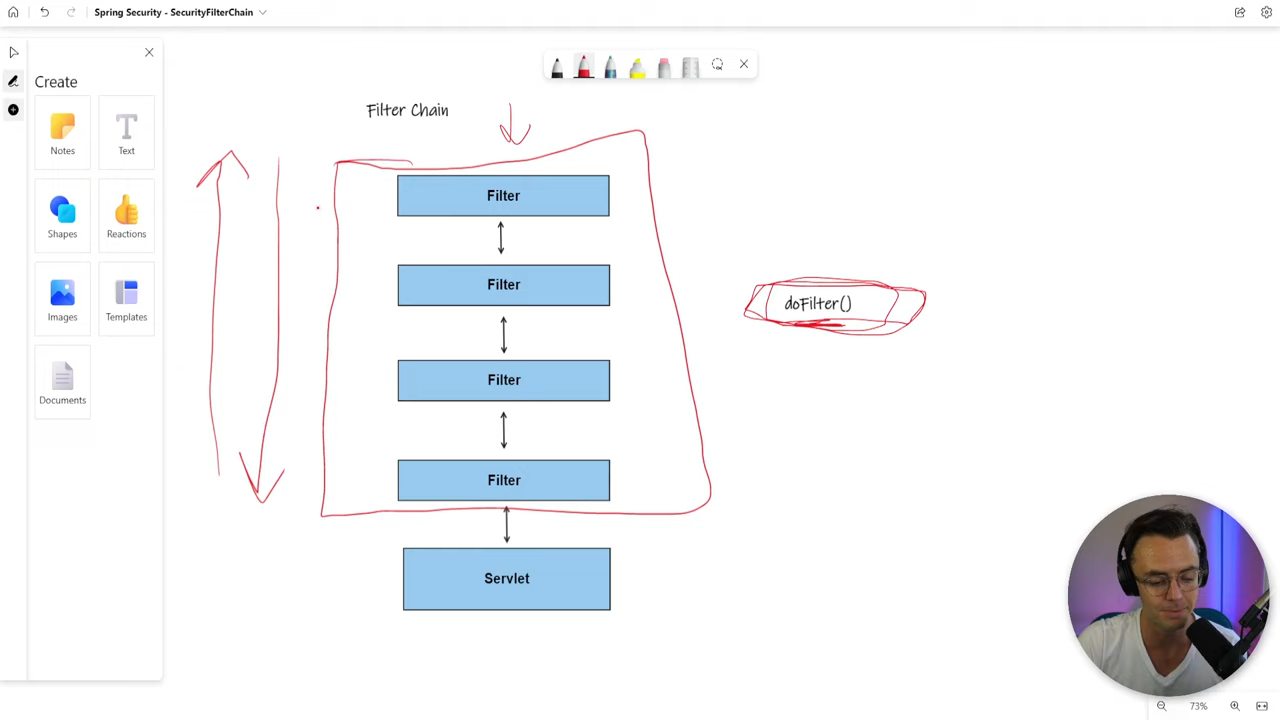 Spring Security - SecurityFilterChain
Create
Notes
Text
Shapes
Reactions
Images
Templates
Documents
Filter Chain
Filter
Filter
doFilter()
Filter
Filter
Servlet
73%